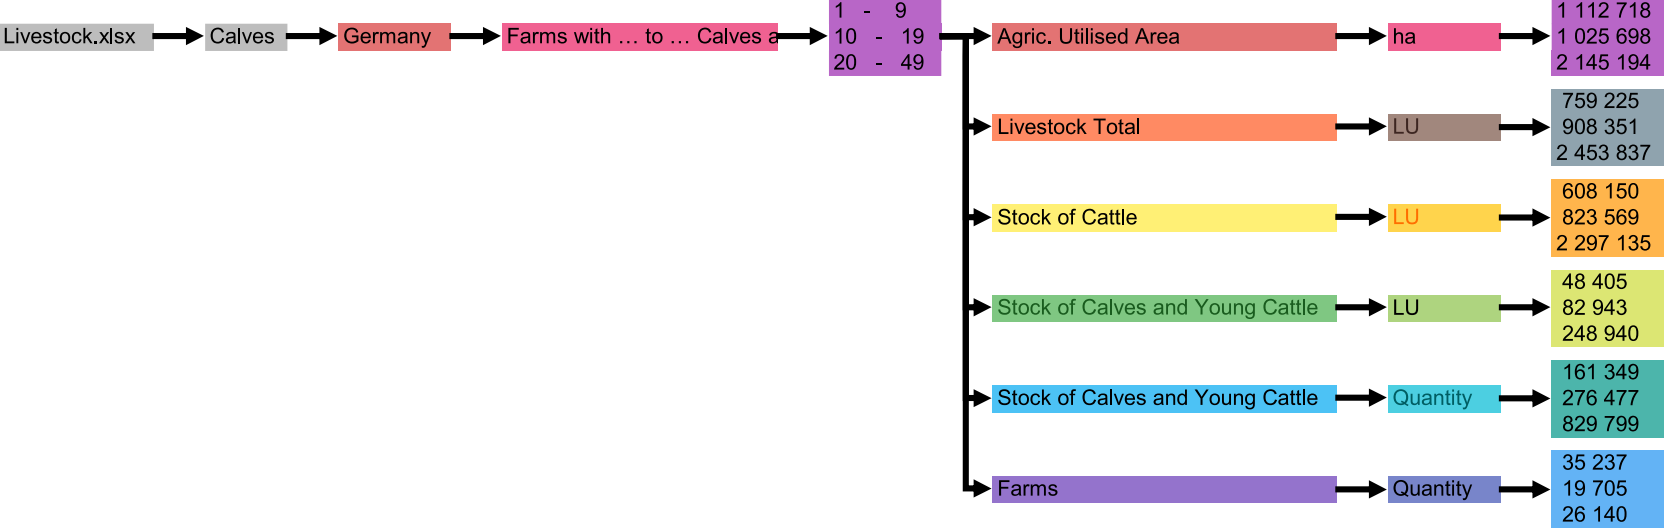 Livestock.xlsx
Calves
Germany
Farms with … to … Calves a
1 - 9
10 - 19
20 - 49
Agric. Utilised Area
ha
1 112 718
1 025 698
2 145 194
Livestock Total
LU
759 225
908 351
2 453 837
Stock of Cattle
LU
608 150
823 569
2 297 135
Stock of Calves and Young Cattle
LU
48 405
82 943
248 940
Stock of Calves and Young Cattle
Quantity
161 349
276 477
829 799
Farms
Quantity
35 237
19 705
26 140